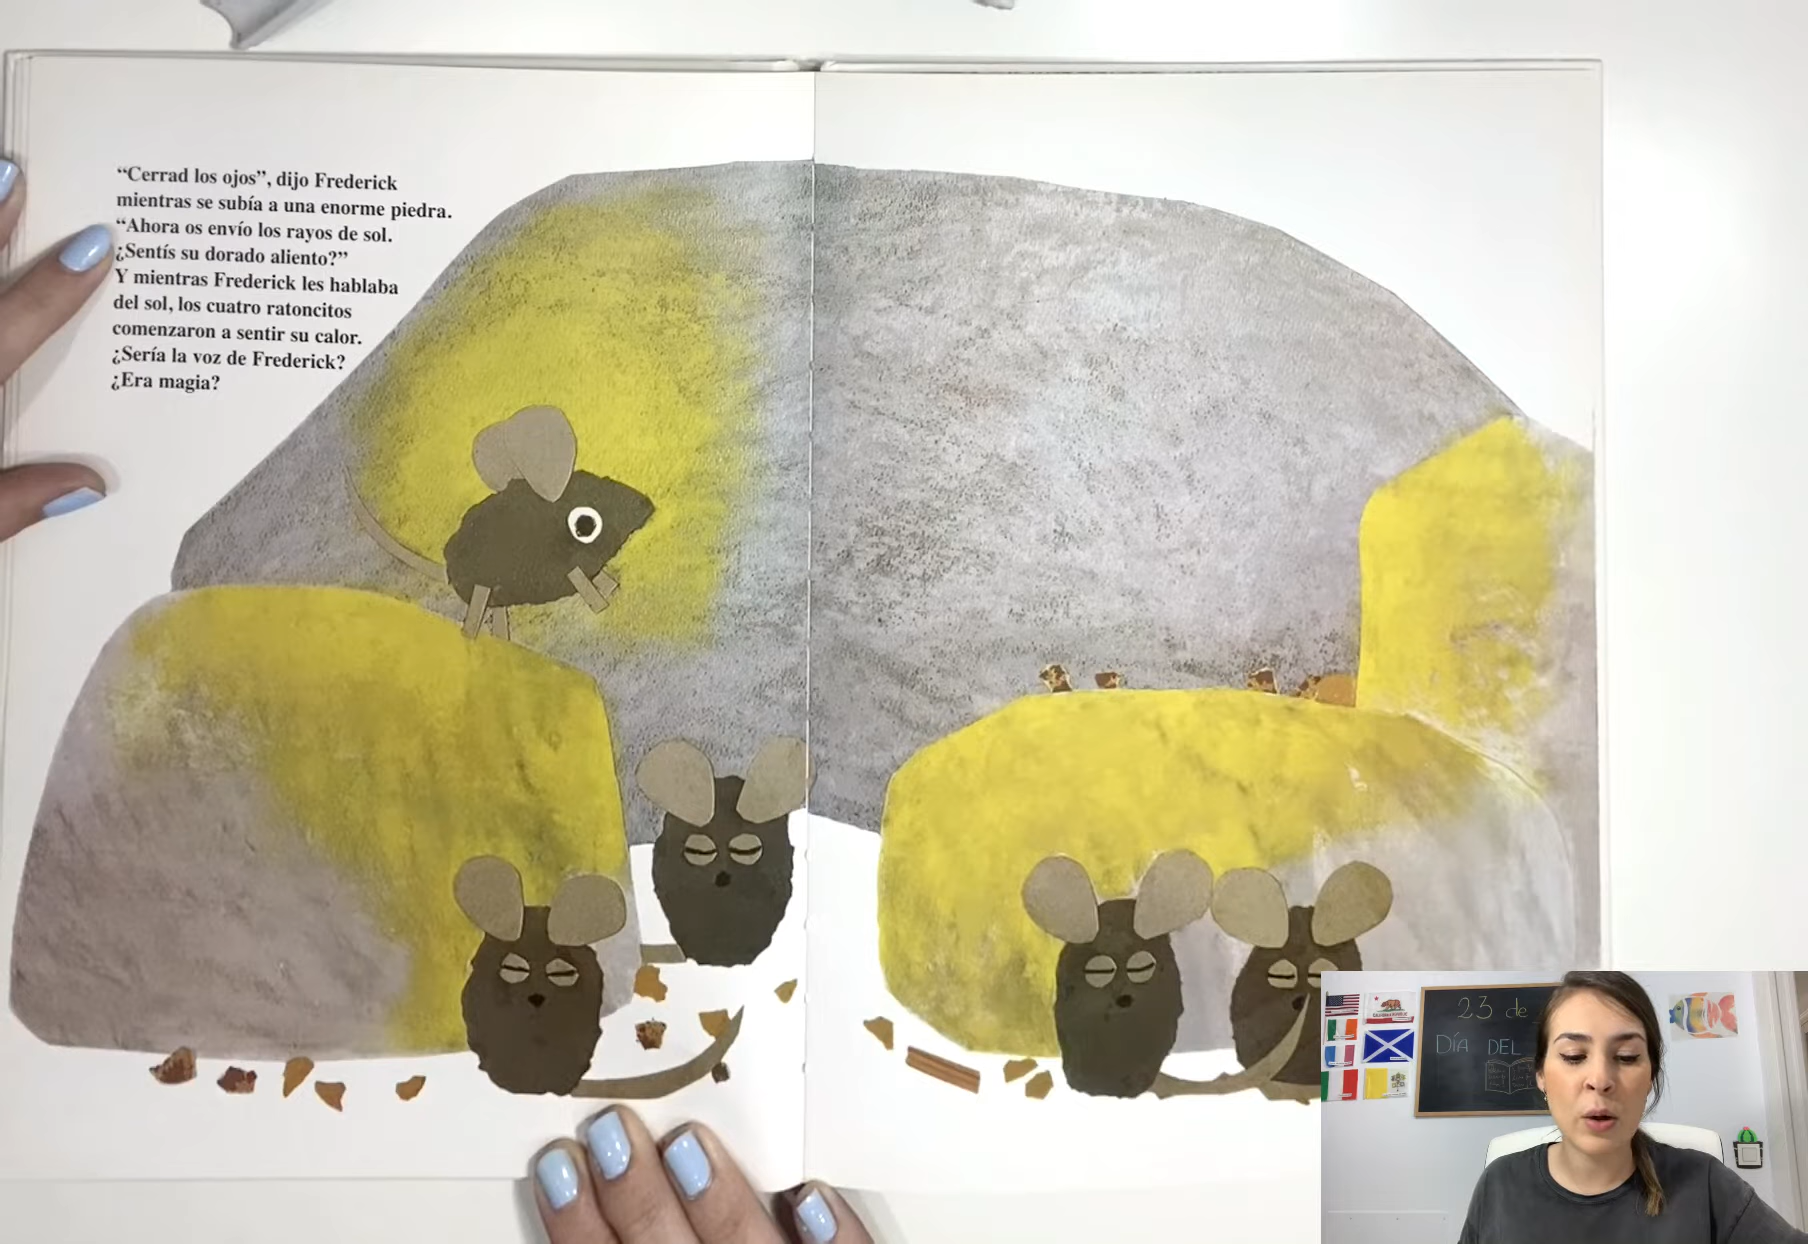 “Cerrad los ojos”, dijo Frederick
mientras se subía a una enorme piedra.
“Ahora os envío los rayos de sol.
¿Sentís su dorado aliento?”
Y mientras Frederick les hablaba
del sol, los cuatro ratoncitos
comenzaron a sentir su calor.
¿Sería la voz de Frederick?
¿Era magia?
23 de
DÍA DEL